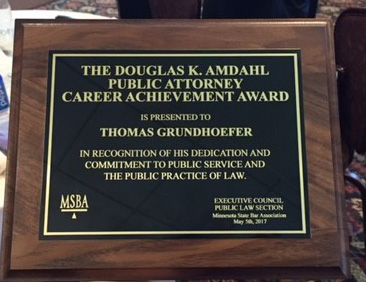 THE DOUGLAS K. AMDAHL
PUBLIC ATTORNEY
CAREER ACHIEVEMENT AWARD
IS PRESENTED TO
THOMAS GRUNDHOEFER
IN RECOGNITION OF HIS DEDICATION AND
COMMITMENT TO PUBLIC SERVICE AND
THE PUBLIC PRACTICE OF LAW.
MSBA
EXECUTIVE COUNCIL
PUBLIC LAW SECTION
Minnesota State Bar Association
May 5th, 2017